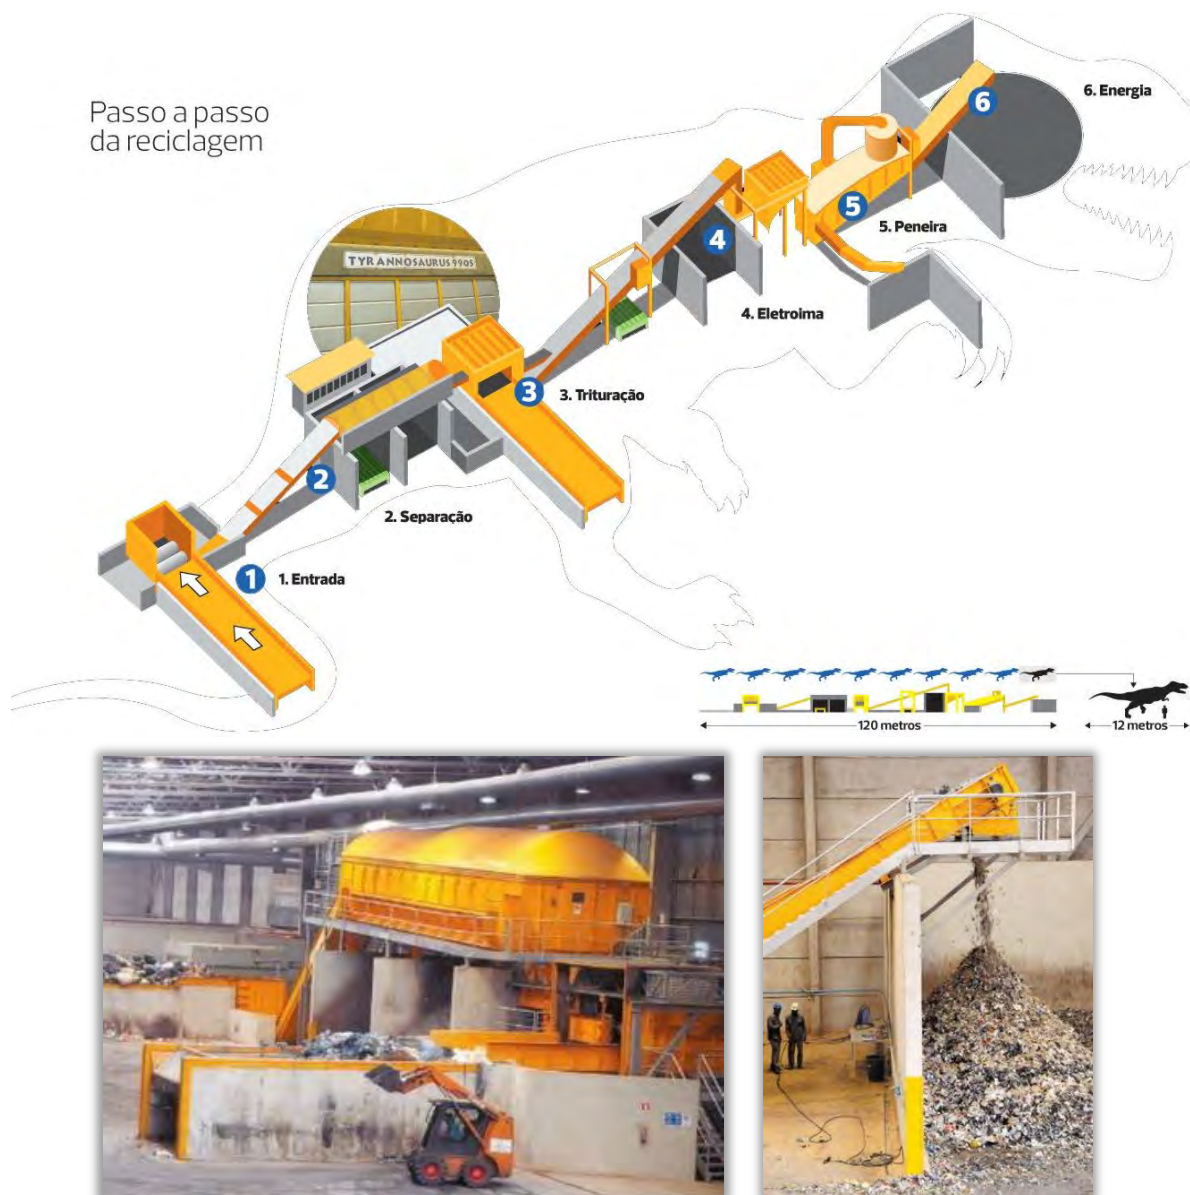 Passo a passo
da reciclagem
TYRANNOSAURUS 9905
1
1. Entrada
2
2. Separação
3
3. Trituração
4
4. Eletroima
5
5. Peneira
6
6. Energia
120 metros
12 metros